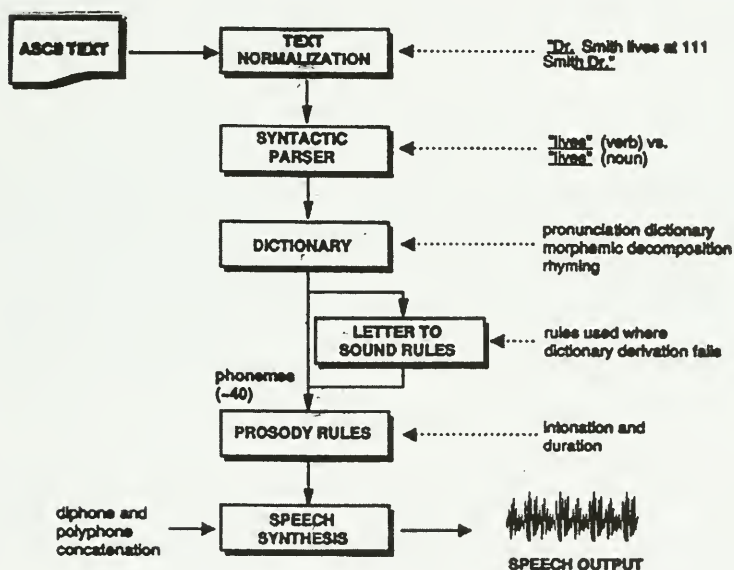 ASCII TEXT
TEXT
NORMALIZATION
"Dr. Smith lives at 111
Smith Dr."
SYNTACTIC
PARSER
"lives" (verb) vs.
"lives" (noun)
DICTIONARY
pronunciation dictionary
morphemic decomposition
rhyming
LETTER TO
SOUND RULES
rules used where
dictionary derivation fails
phonemes
(~40)
PROSODY RULES
intonation and
duration
diphone and
polyphone
concatenation
SPEECH
SYNTHESIS
SPEECH OUTPUT